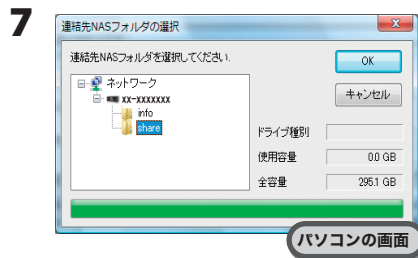 7
連結先NASフォルダの選択
連結先NASフォルダを選択してください.
OK
キャンセル
ネットワーク
xx-xxxxxxx
info
share
ドライブ種別
使用容量 0.0 GB
全容量 295.1 GB
パソコンの画面